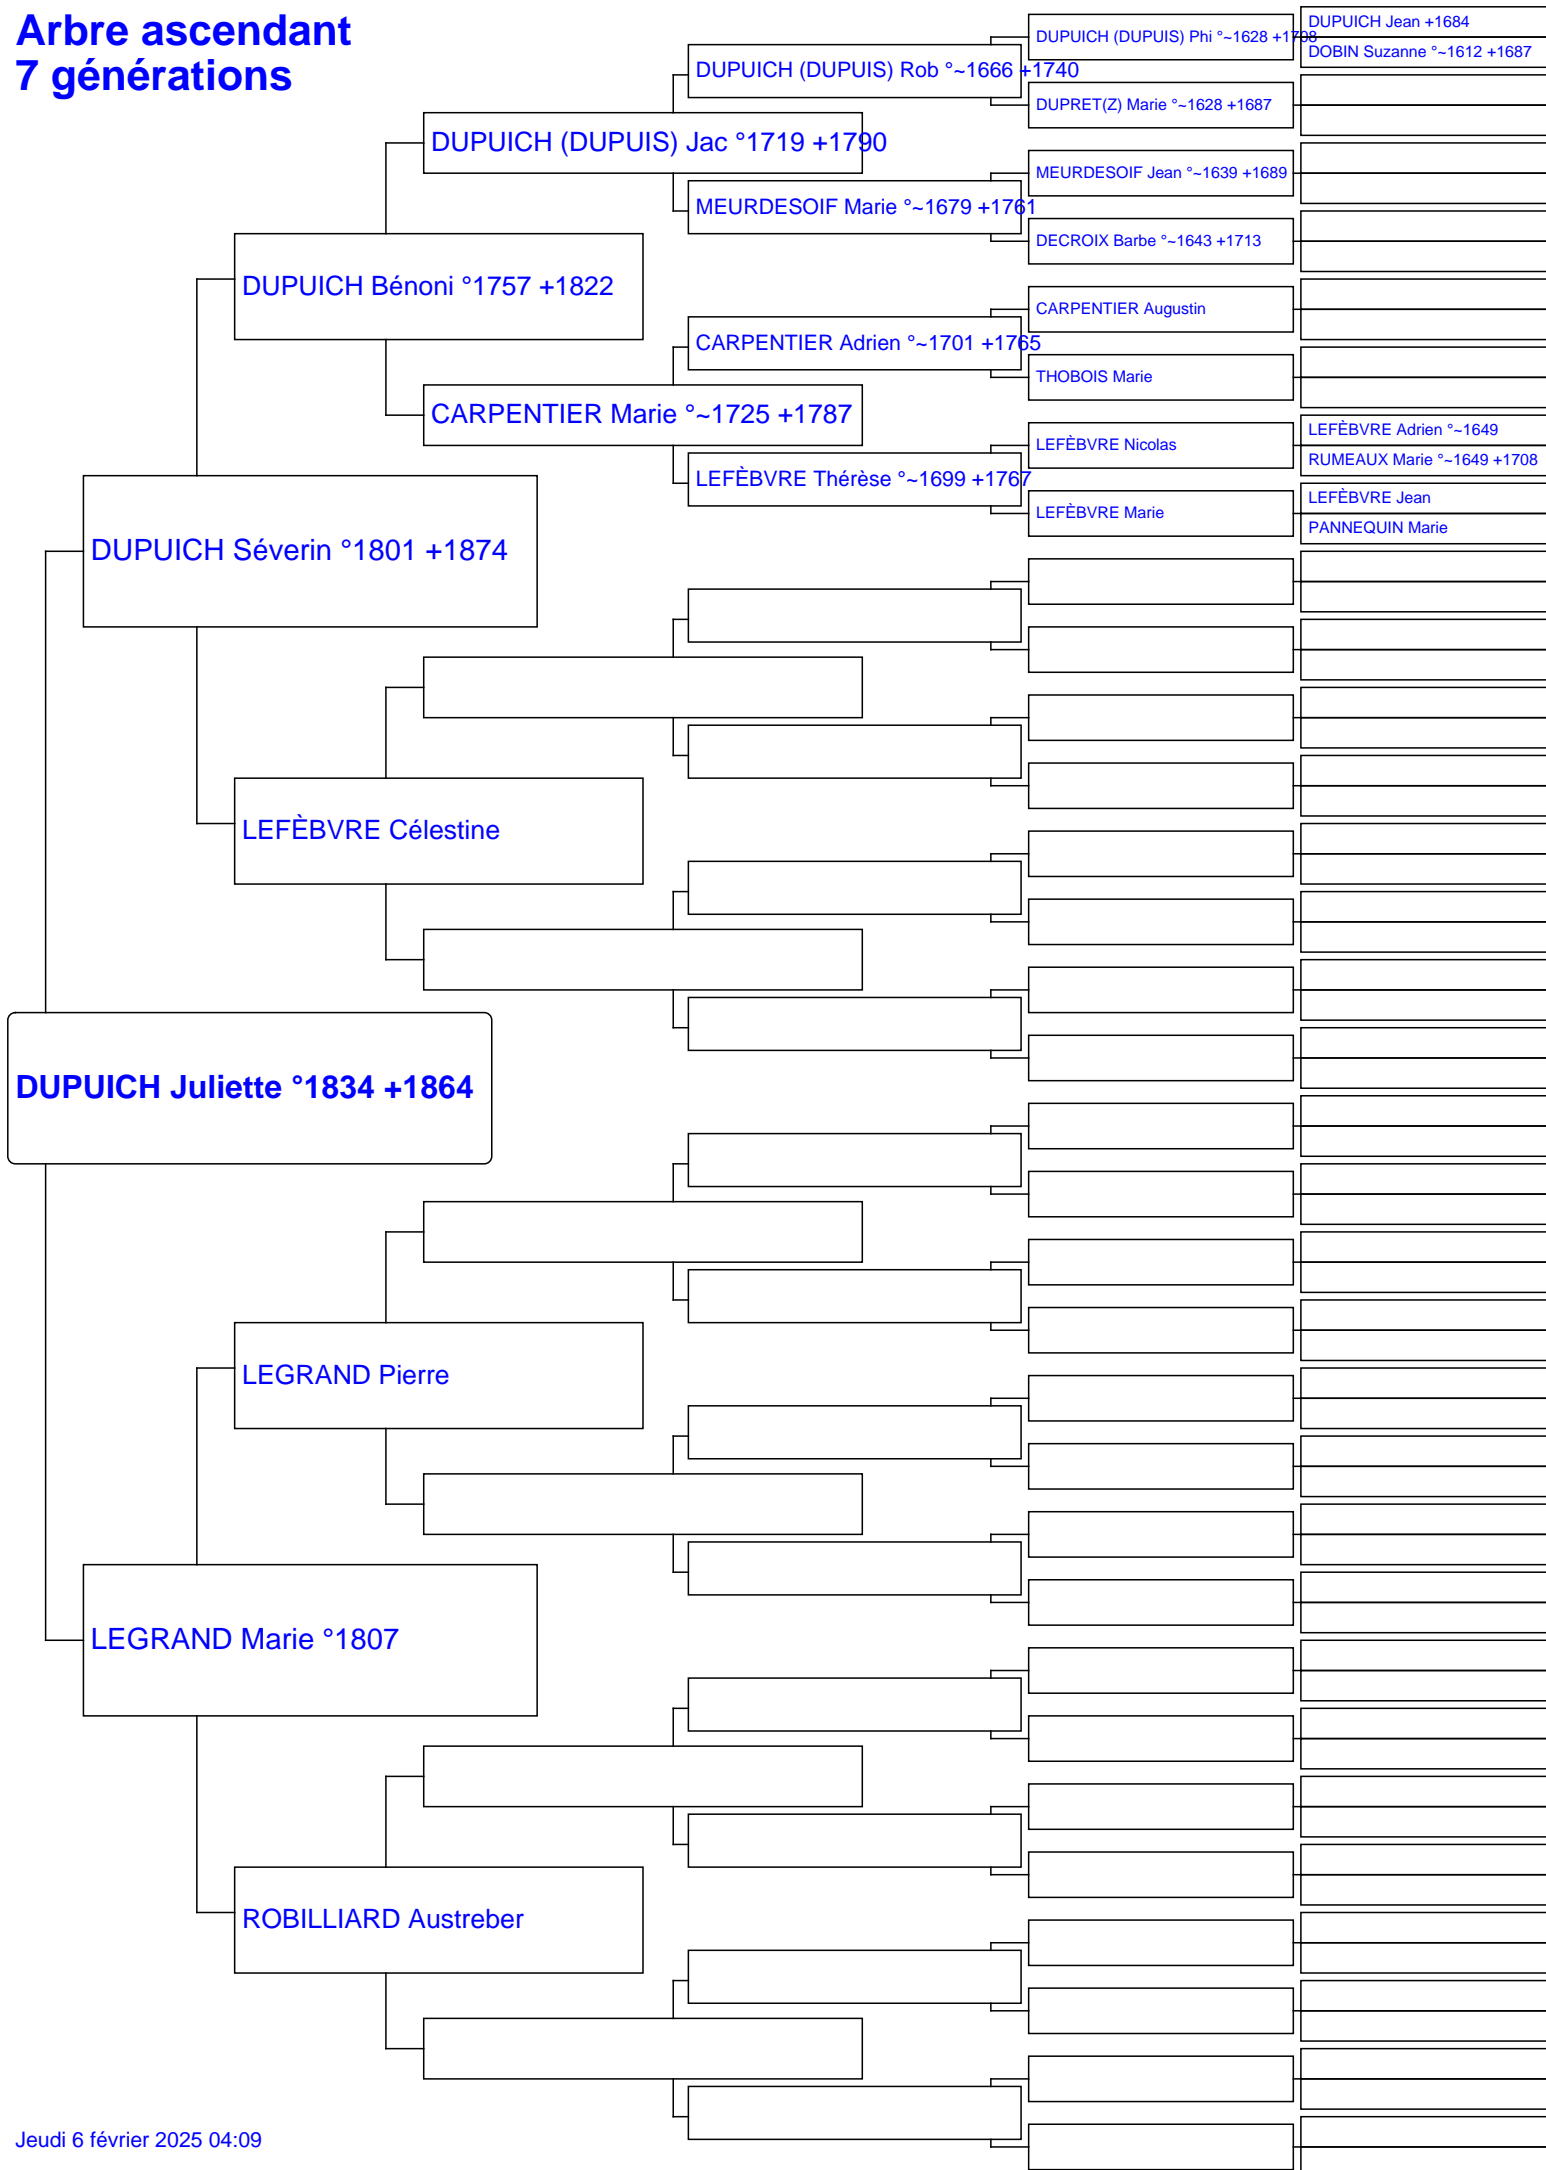 Arbre ascendant
7 générations
DUPUICH Jean +1684
DUPUICH (DUPUIS) Phi °~1628 +1708
DOBIN Suzanne °~1612 +1687
DUPUICH (DUPUIS) Rob °~1666 +1740
DUPRET(Z) Marie °~1628 +1687
DUPUICH (DUPUIS) Jac °1719 +1790
MEURDESOIF Jean °~1639 +1689
MEURDESOIF Marie °~1679 +1761
DECROIX Barbe °~1643 +1713
DUPUICH Bénoni °1757 +1822
CARPENTIER Augustin
CARPENTIER Adrien °~1701 +1765
THOBOIS Marie
CARPENTIER Marie °~1725 +1787
LEFÈBVRE Adrien °~1649
LEFÈBVRE Nicolas
RUMEAUX Marie °~1649 +1708
LEFÈBVRE Thérèse °~1699 +1767
LEFÈBVRE Jean
LEFÈBVRE Marie
PANNEQUIN Marie
DUPUICH Séverin °1801 +1874
LEFÈBVRE Célestine
DUPUICH Juliette °1834 +1864
LEGRAND Pierre
LEGRAND Marie °1807
ROBILLIARD Austreber
Jeudi 6 février 2025 04:09